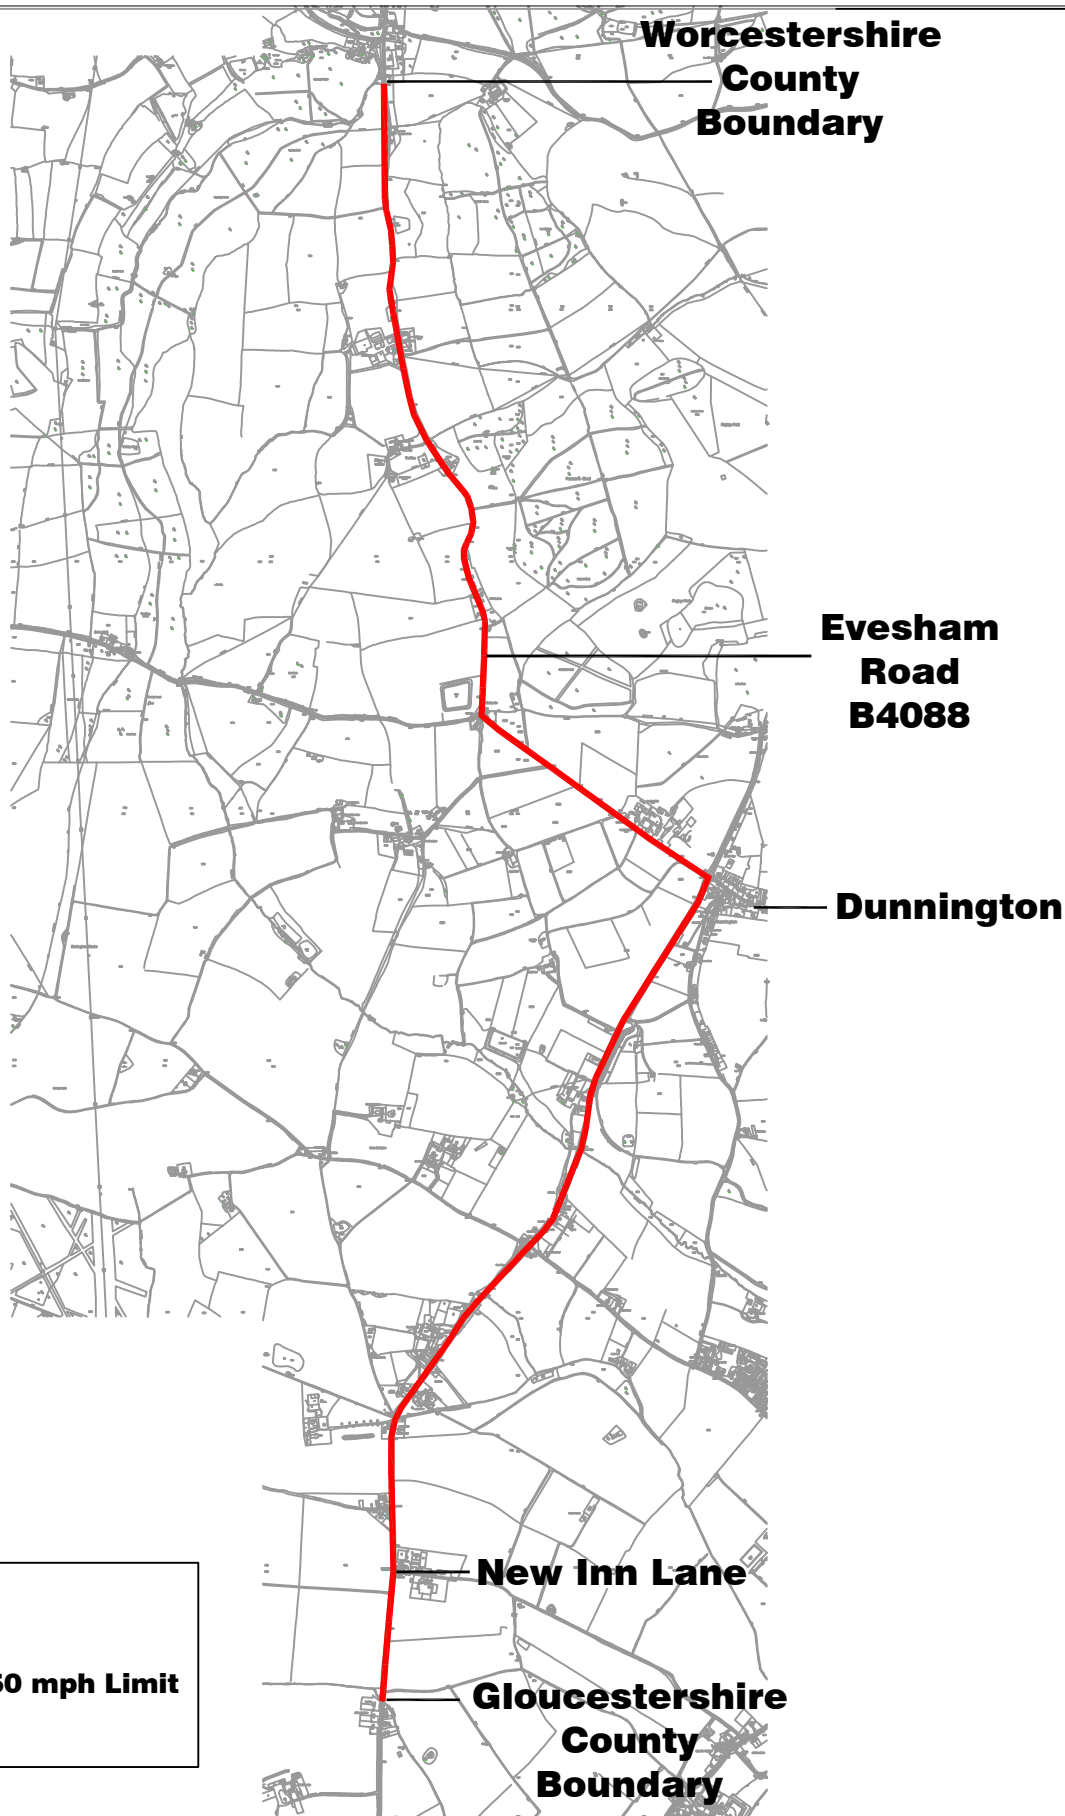 Worcestershire
County
Boundary
Evesham
Road
B4088
Dunnington
New Inn Lane
0 mph Limit
Gloucestershire
County
Boundary